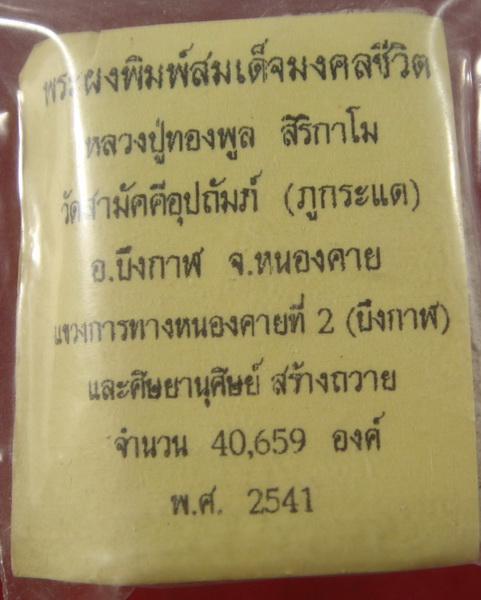 พระผงพิมพ์สมเด็จมงคลชีวิต
หลวงปู่ทองพูล สิริกาโม
วัดสามัคคีอุปถัมภ์ (ภูกระแต)
อ.บึงกาฬ จ.หนองคาย
แขวงการทางหนองคายที่ 2 (บึงกาฬ)
และศิษยานุศิษย์ สร้างถวาย
จำนวน 40,659 องค์
พ.ศ. 2541